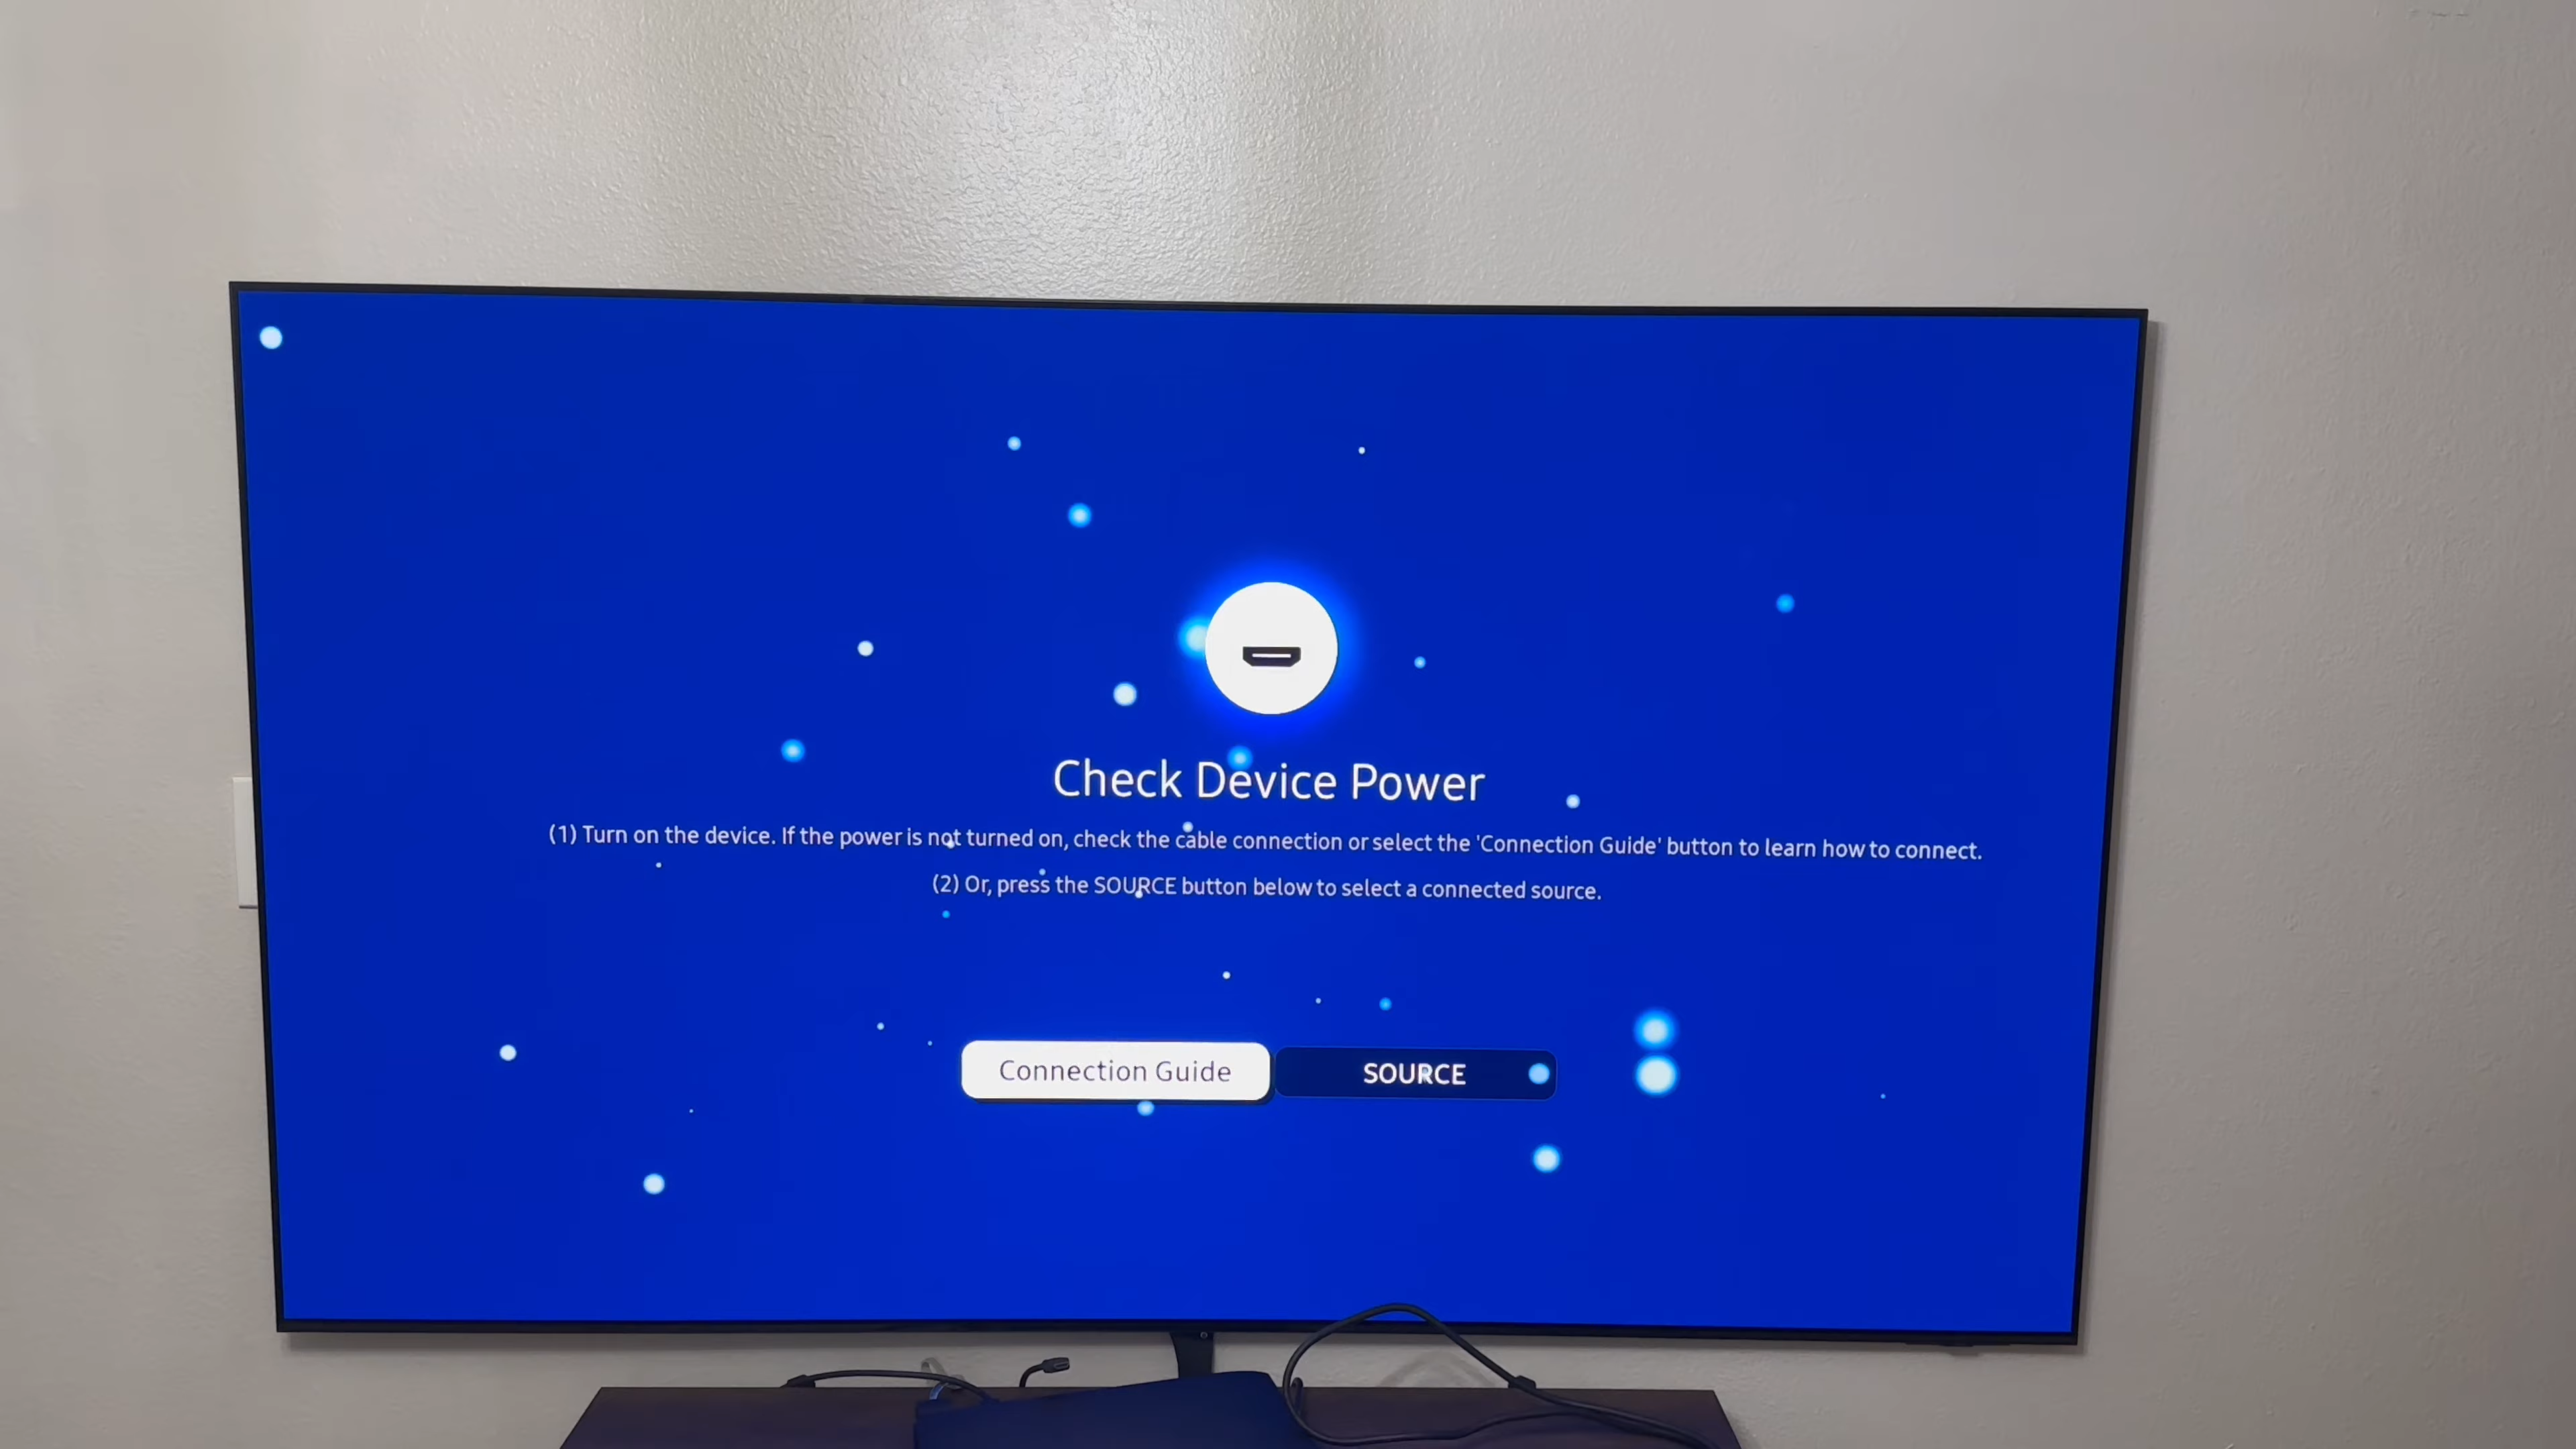 Check Device Power
(1) Turn on the device. If the power is not turned on, check the cable connection or select the 'Connection Guide' button to learn how to connect.
(2) Or, press the SOURCE button below to select a connected source.
Connection Guide
SOURCE